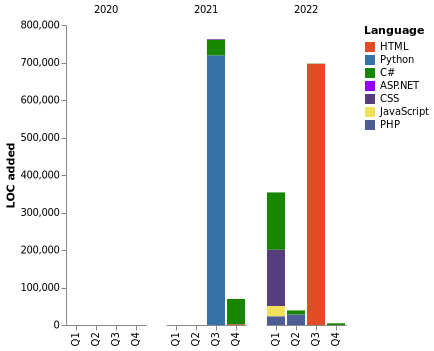 2020 2021 2022
Language
HTML
Python
C#
ASP.NET
CSS
JavaScript
PHP
LOC added
800,000
700,000
600,000
500,000
400,000
300,000
200,000
100,000
0
Q1 Q2 Q3 Q4 Q1 Q2 Q3 Q4 Q1 Q2 Q3 Q4